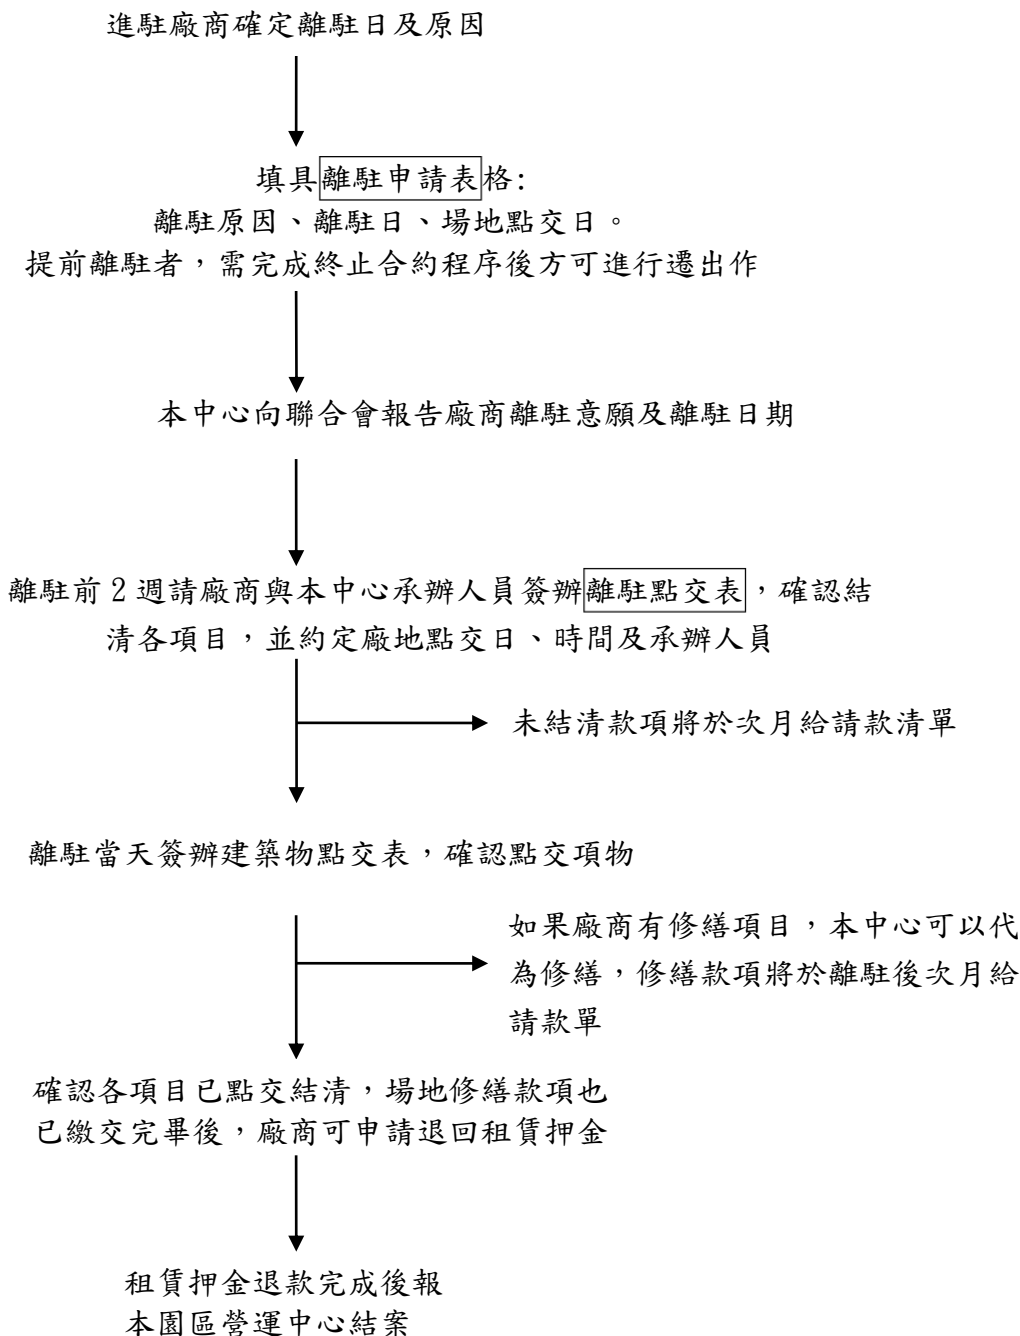 進駐廠商確定離駐日及原因
填具離駐申請表格:
離駐原因、離駐日、場地點交日。
提前離駐者，需完成終止合約程序後方可進行遷出作
本中心向聯合會報告廠商離駐意願及離駐日期
離駐前2週請廠商與本中心承辦人員簽辦離駐點交表，確認結
清各項目，並約定廠地點交日、時間及承辦人員
未結清款項將於次月給請款清單
離駐當天簽辦建築物點交表，確認點交項物
如果廠商有修繕項目，本中心可以代
為修繕，修繕款項將於離駐後次月給
請款單
確認各項目已點交結清，場地修繕款項也
已繳交完畢後，廠商可申請退回租賃押金
租賃押金退款完成後報
本園區營運中心結案